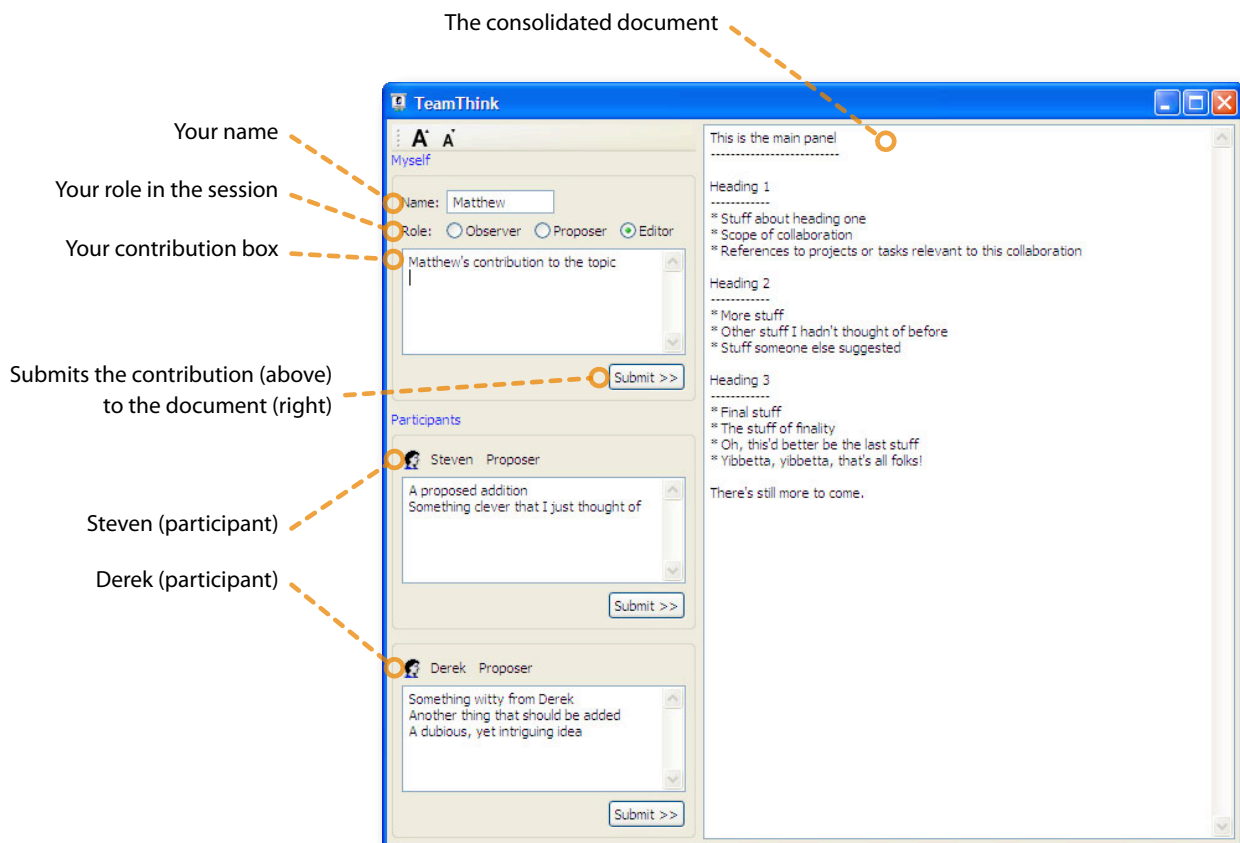 The consolidated document
TeamThink
Your name
Your role in the session
Your contribution box
Submits the contribution (above)
to the document (right)
Steven (participant)
Derek (participant)
A A
Myself
Name: Matthew
Role: Observer Proposer Editor
Matthew's contribution to the topic
Submit >>
Participants
Steven Proposer
A proposed addition
Something clever that I just thought of
Submit >>
Derek Proposer
Something witty from Derek
Another thing that should be added
A dubious, yet intriguing idea
Submit >>
This is the main panel
--------------------------
Heading 1
------------
* Stuff about heading one
* Scope of collaboration
* References to projects or tasks relevant to this collaboration
Heading 2
------------
* More stuff
* Other stuff I hadn't thought of before
* Stuff someone else suggested
Heading 3
------------
* Final stuff
* The stuff of finality
* Oh, this'd better be the last stuff
* Yibbetta, yibbetta, that's all folks!
There's still more to come.